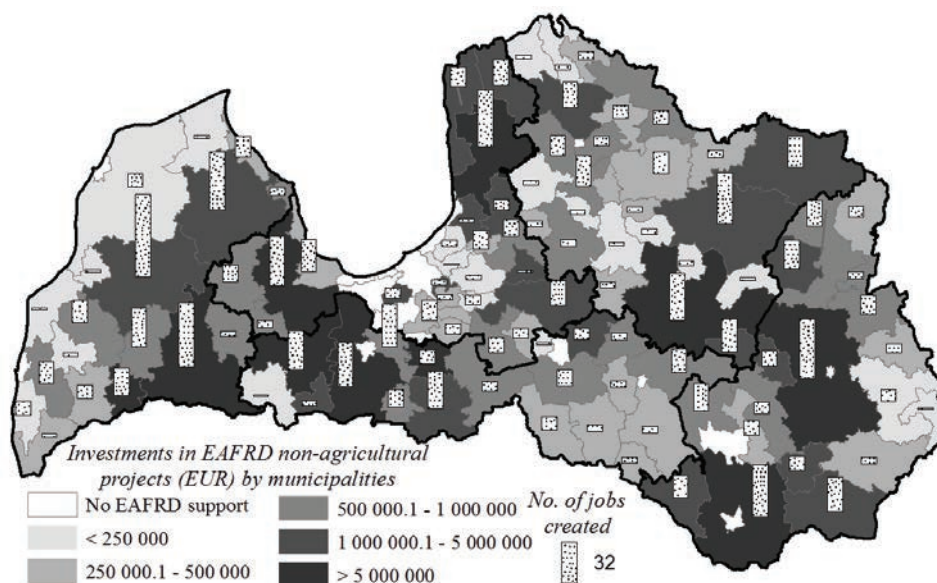 Investments in EAFRD non-agricultural
projects (EUR) by municipalities
No EAFRD support
< 250 000
250 000.1 - 500 000
500 000.1 - 1 000 000
1 000 000.1 - 5 000 000
> 5 000 000
No. of jobs
created
32